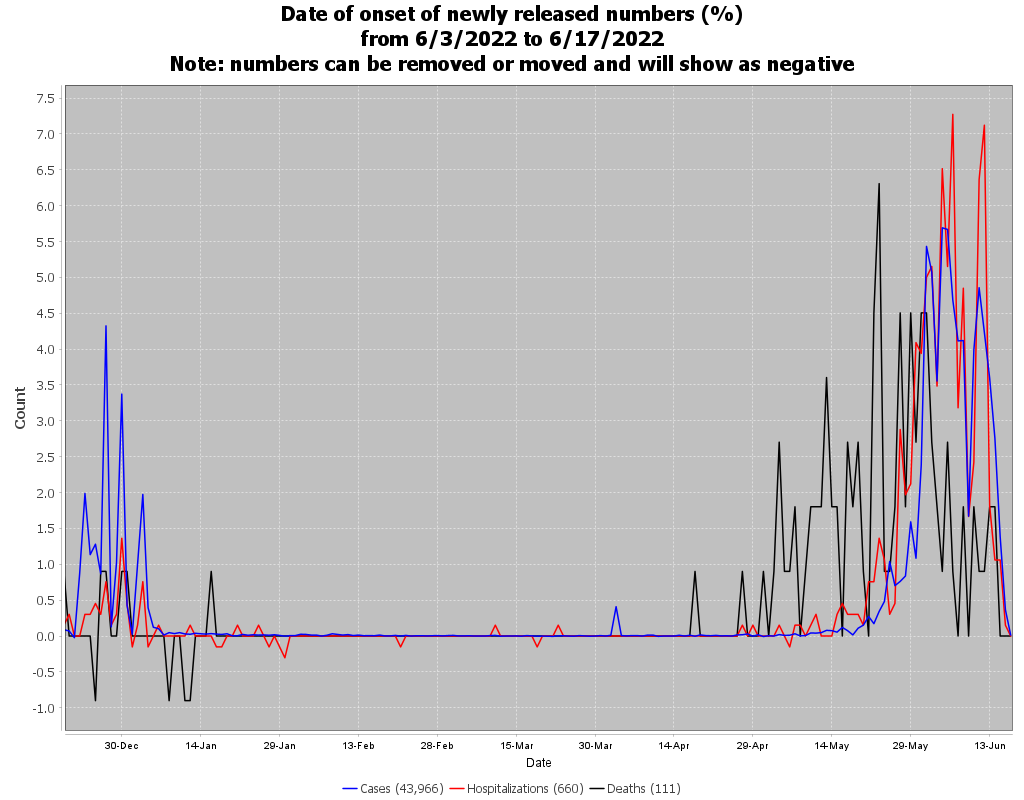 Date of onset of newly released numbers (%)
from 6/3/2022 to 6/17/2022
Note: numbers can be removed or moved and will show as negative
7.5
7.0
6.5
6.0
5.5
5.0
4.5
4.0
3.5
3.0
2.5
2.0
1.5
1.0
0.5
0.0
-0.5
-1.0
Count
30-Dec 14-Jan 29-Jan 13-Feb 28-Feb 15-Mar 30-Mar 14-Apr 29-Apr 14-May 29-May 13-Jun
Date
Cases (43,966) Hospitalizations (660) Deaths (111)